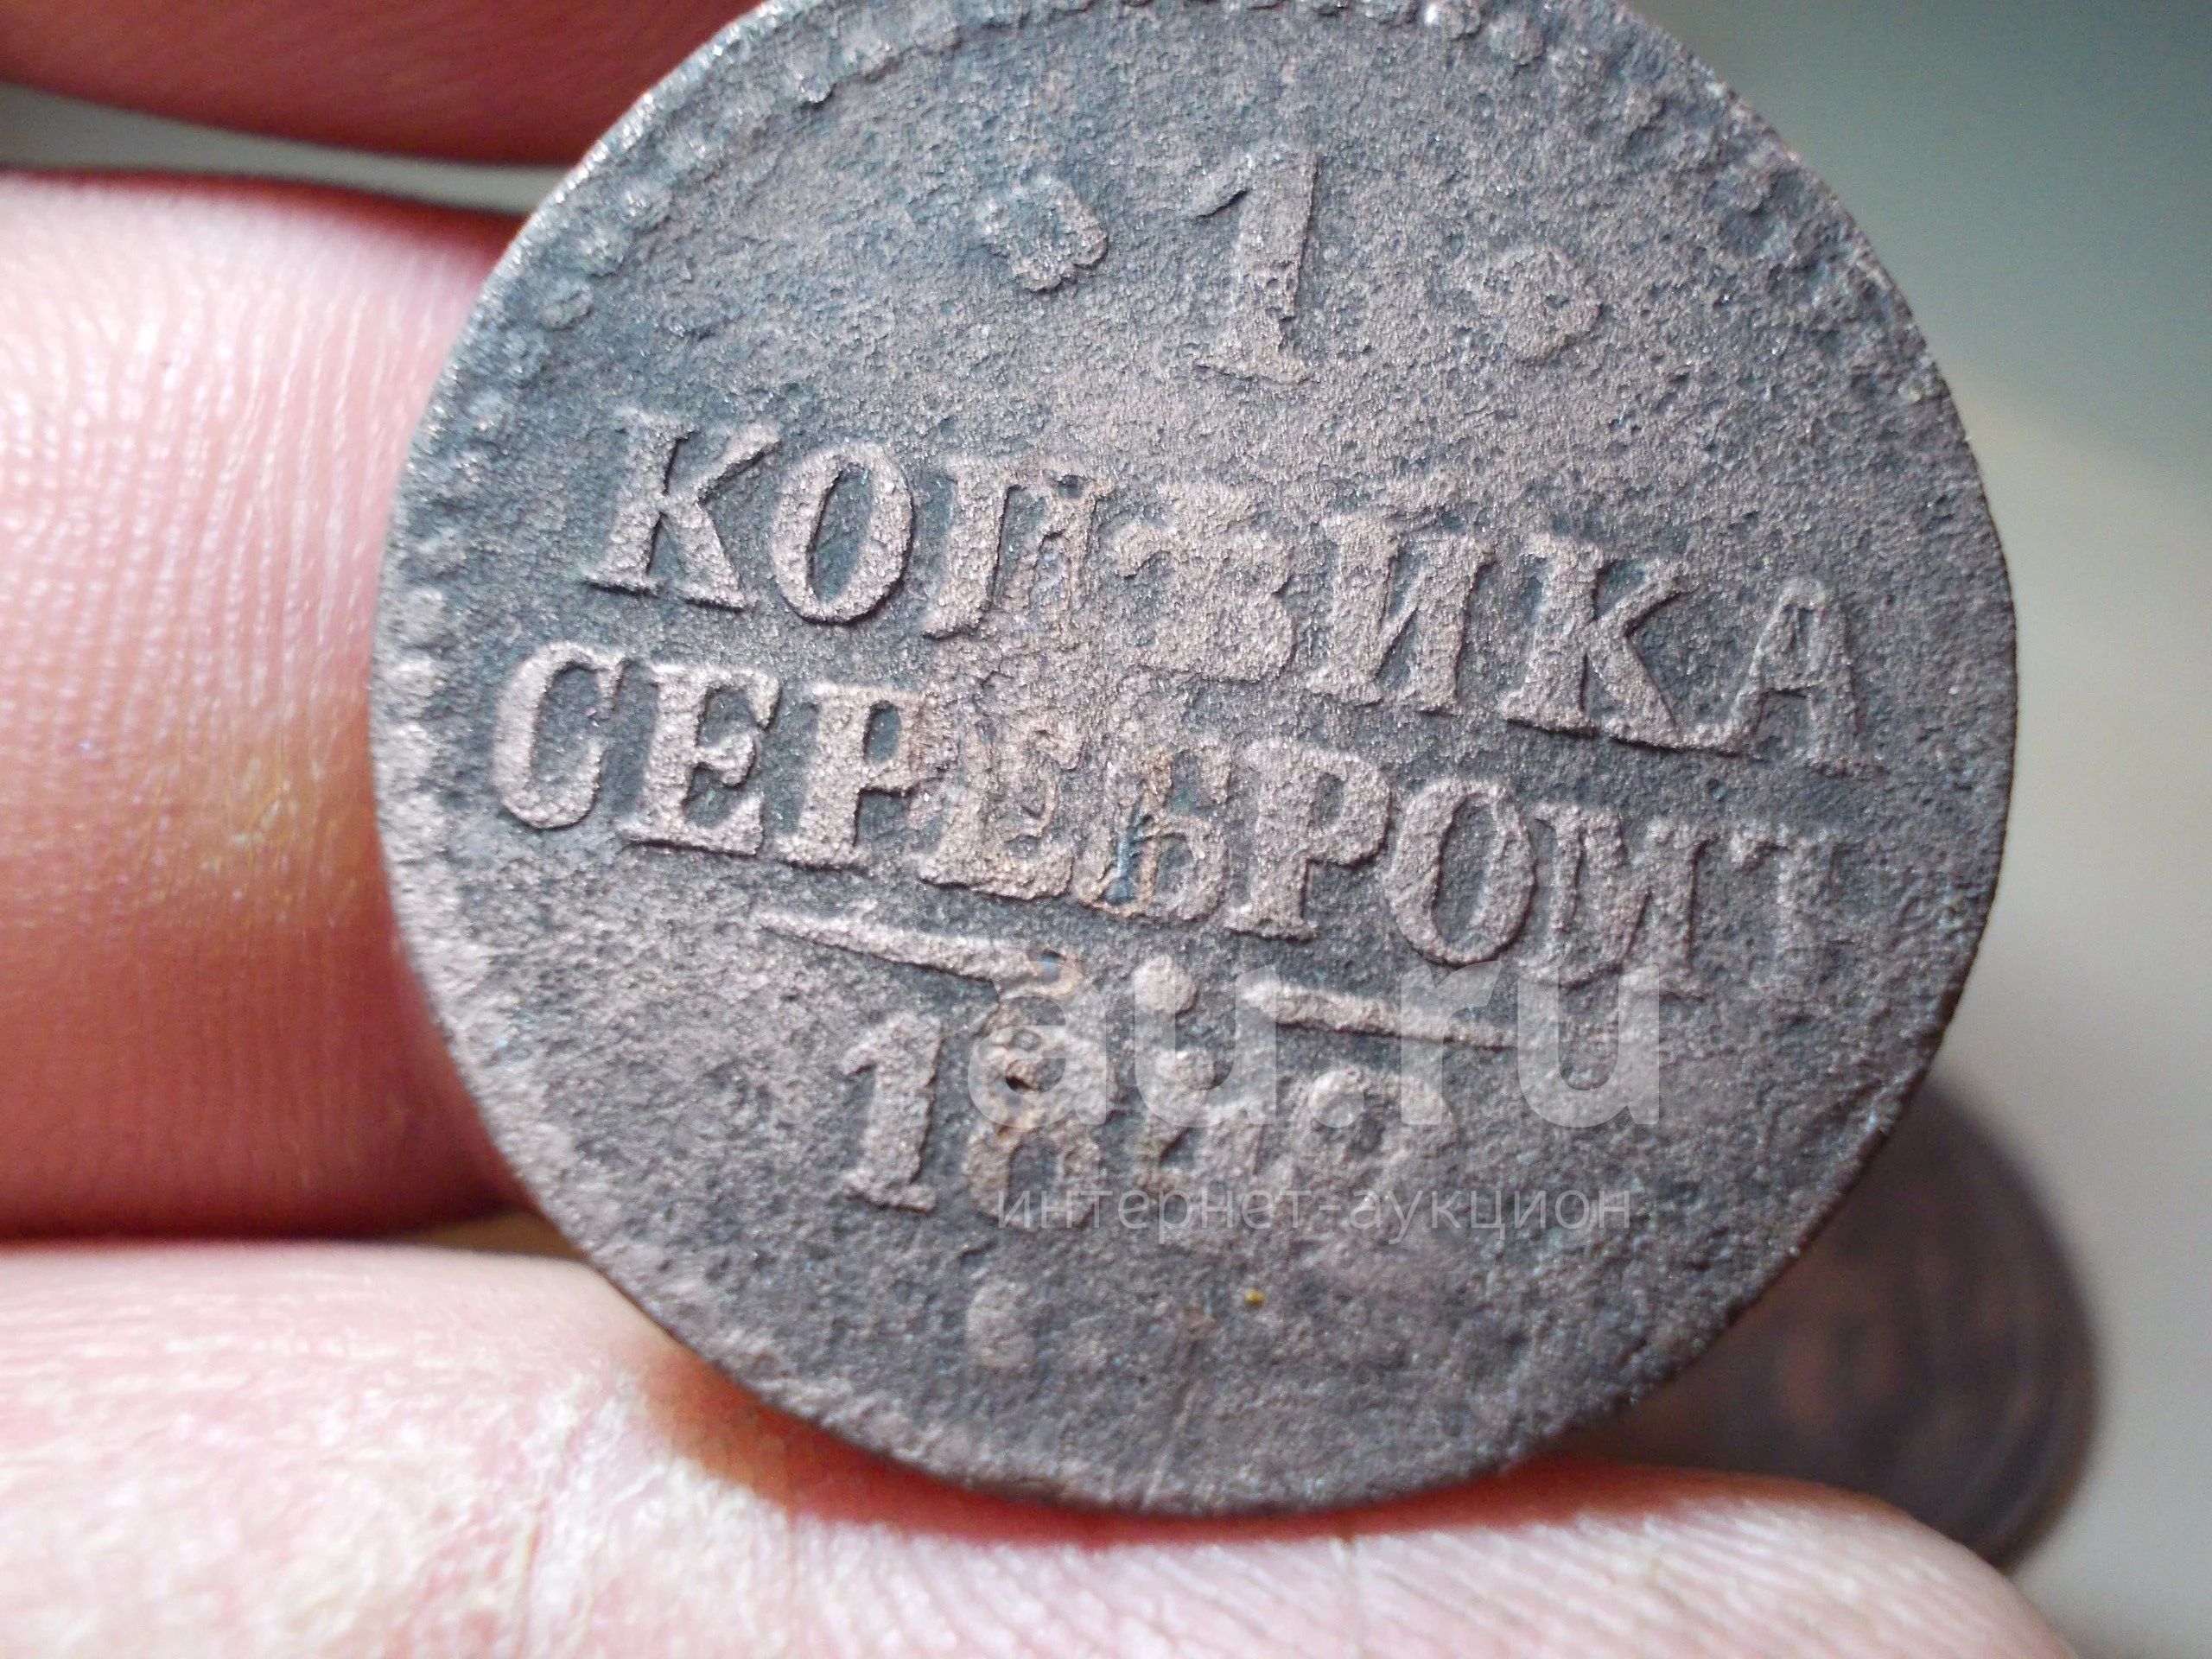 1
КОПѢЙКА
СЕРЕБРОМЪ
au.ru
интернет-аукцион